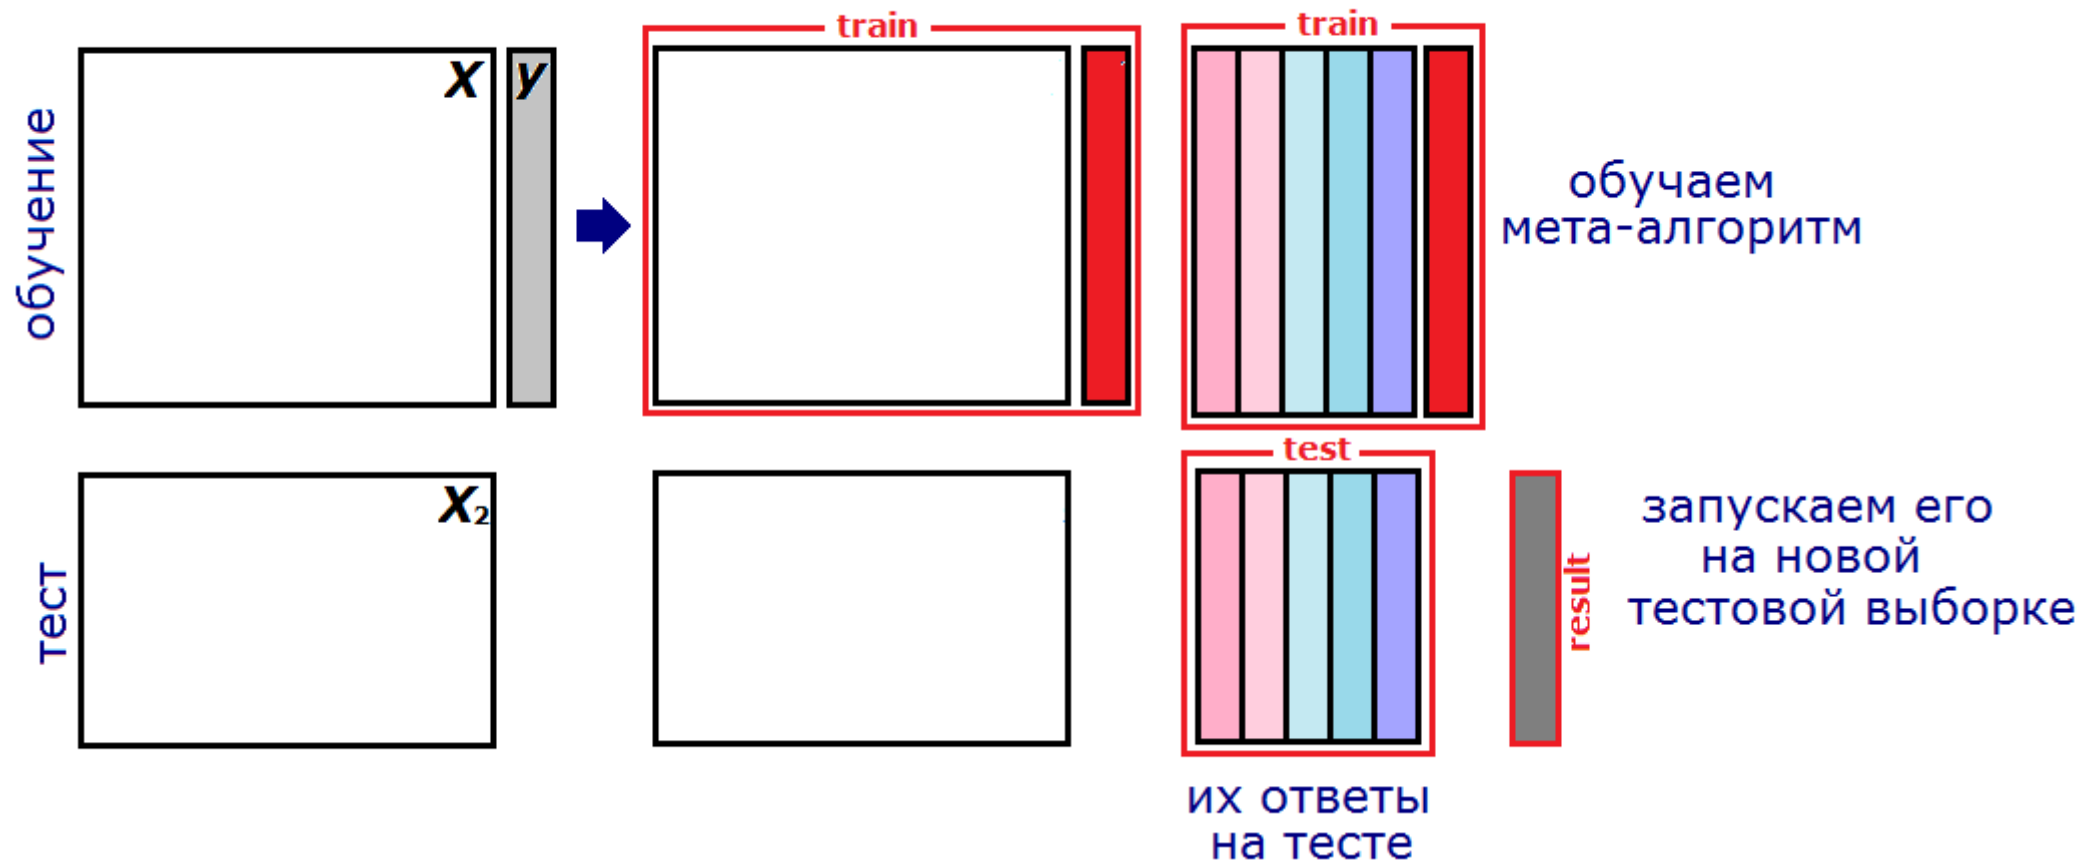 train
train
X
y
обучение
обучаем
мета-алгоритм
test
X₂
тест
result
запускаем его
на новой
тестовой выборке
их ответы
на тесте